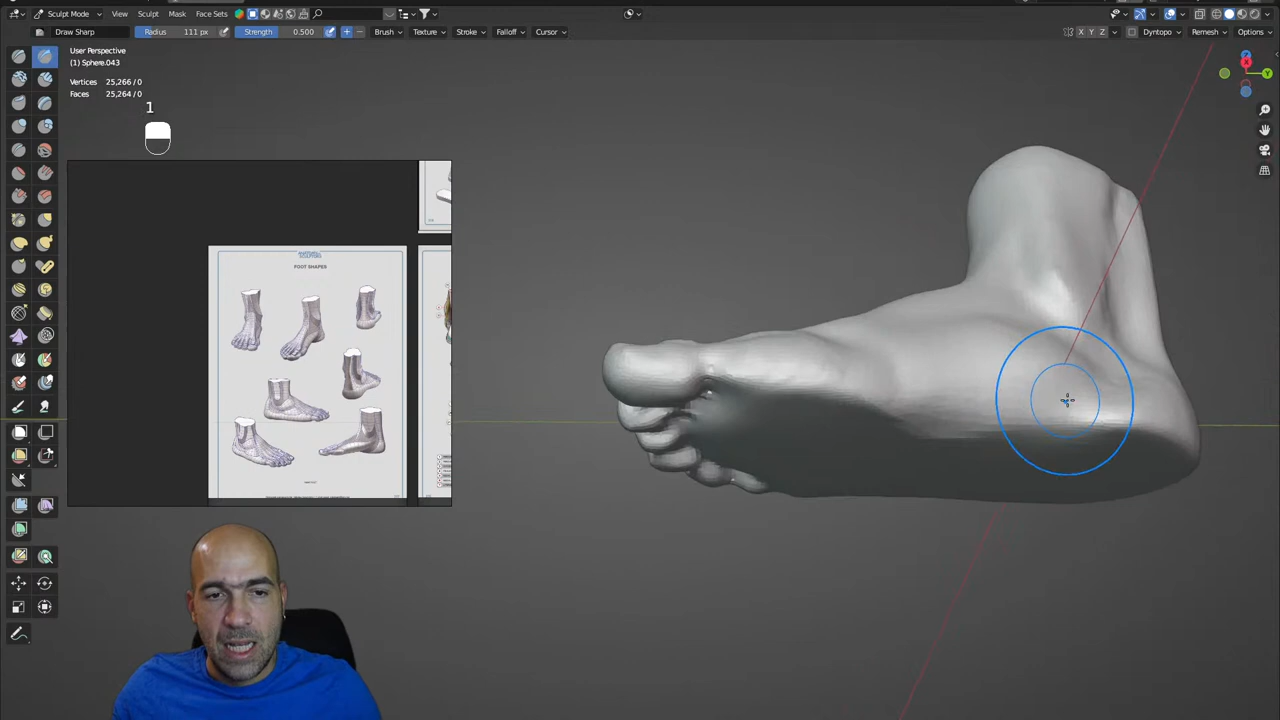 Sculpt Mode View Sculpt Mask Face Sets
Draw Sharp Radius 111 px Strength 0.500 Brush Texture Stroke Falloff Cursor X Y Z Dyntopo Remesh Options
User Perspective
(1) Sphere.043
Vertices 25,266 / 0
Faces 25,264 / 0
1
FOOT SHAPES
X
Y
Z